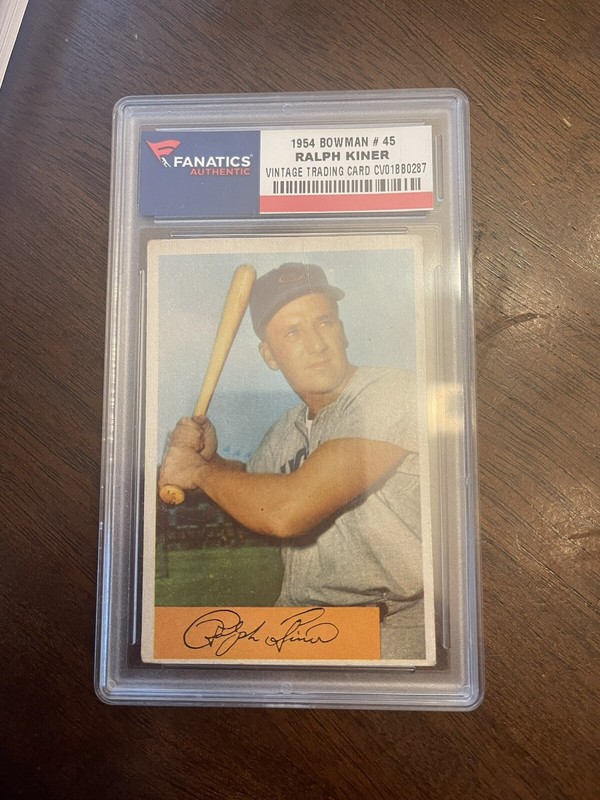 FANATICS
AUTHENTIC
1954 BOWMAN # 45
RALPH KINER
VINTAGE TRADING CARD CV01BB0287
Ralph Kiner